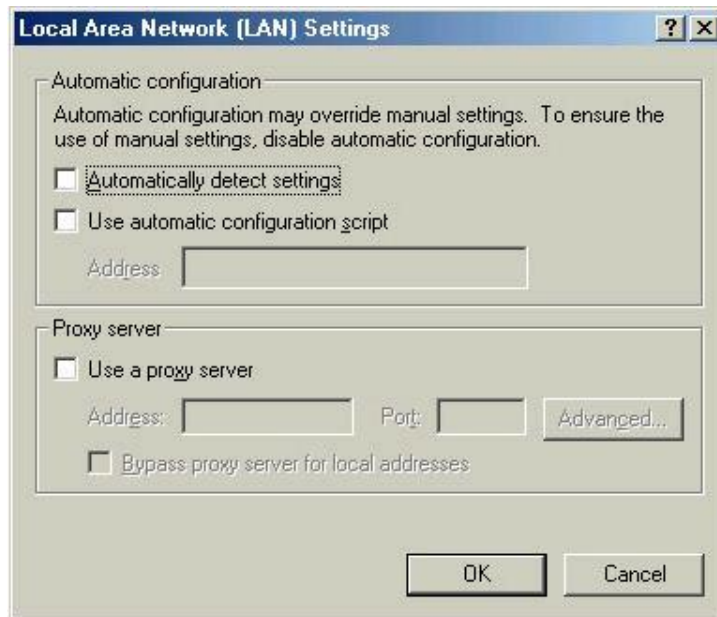 Local Area Network (LAN) Settings
Automatic configuration
Automatic configuration may override manual settings. To ensure the
use of manual settings, disable automatic configuration.
Automatically detect settings
Use automatic configuration script
Address
Proxy server
Use a proxy server
Address: Port: Advanced...
Bypass proxy server for local addresses
OK Cancel